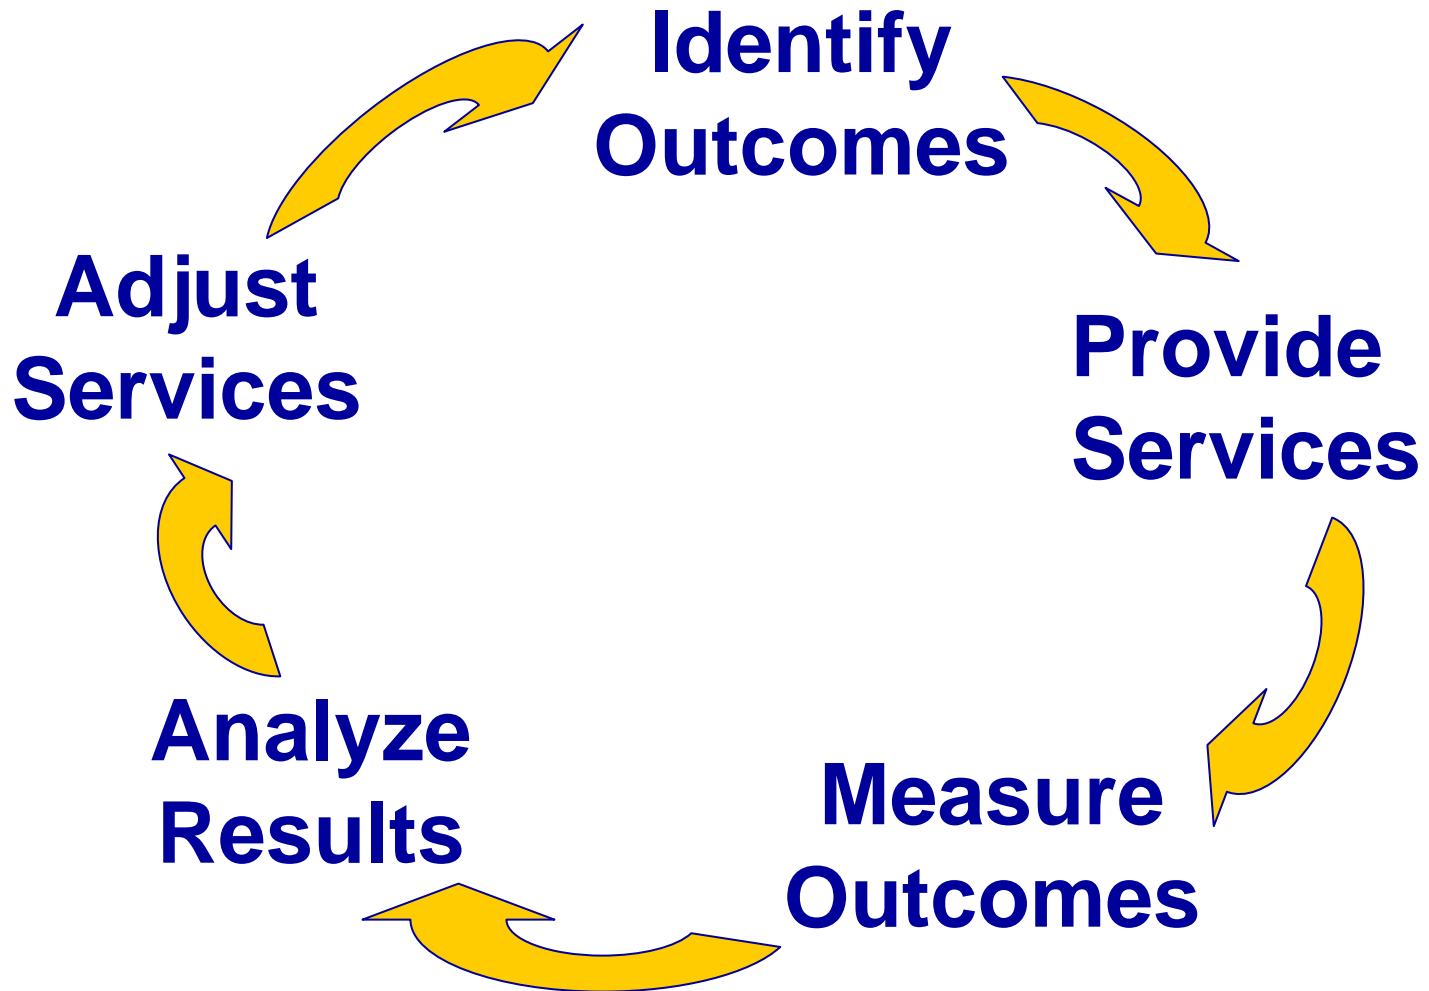 Identify
Outcomes
Provide
Services
Measure
Outcomes
Analyze
Results
Adjust
Services